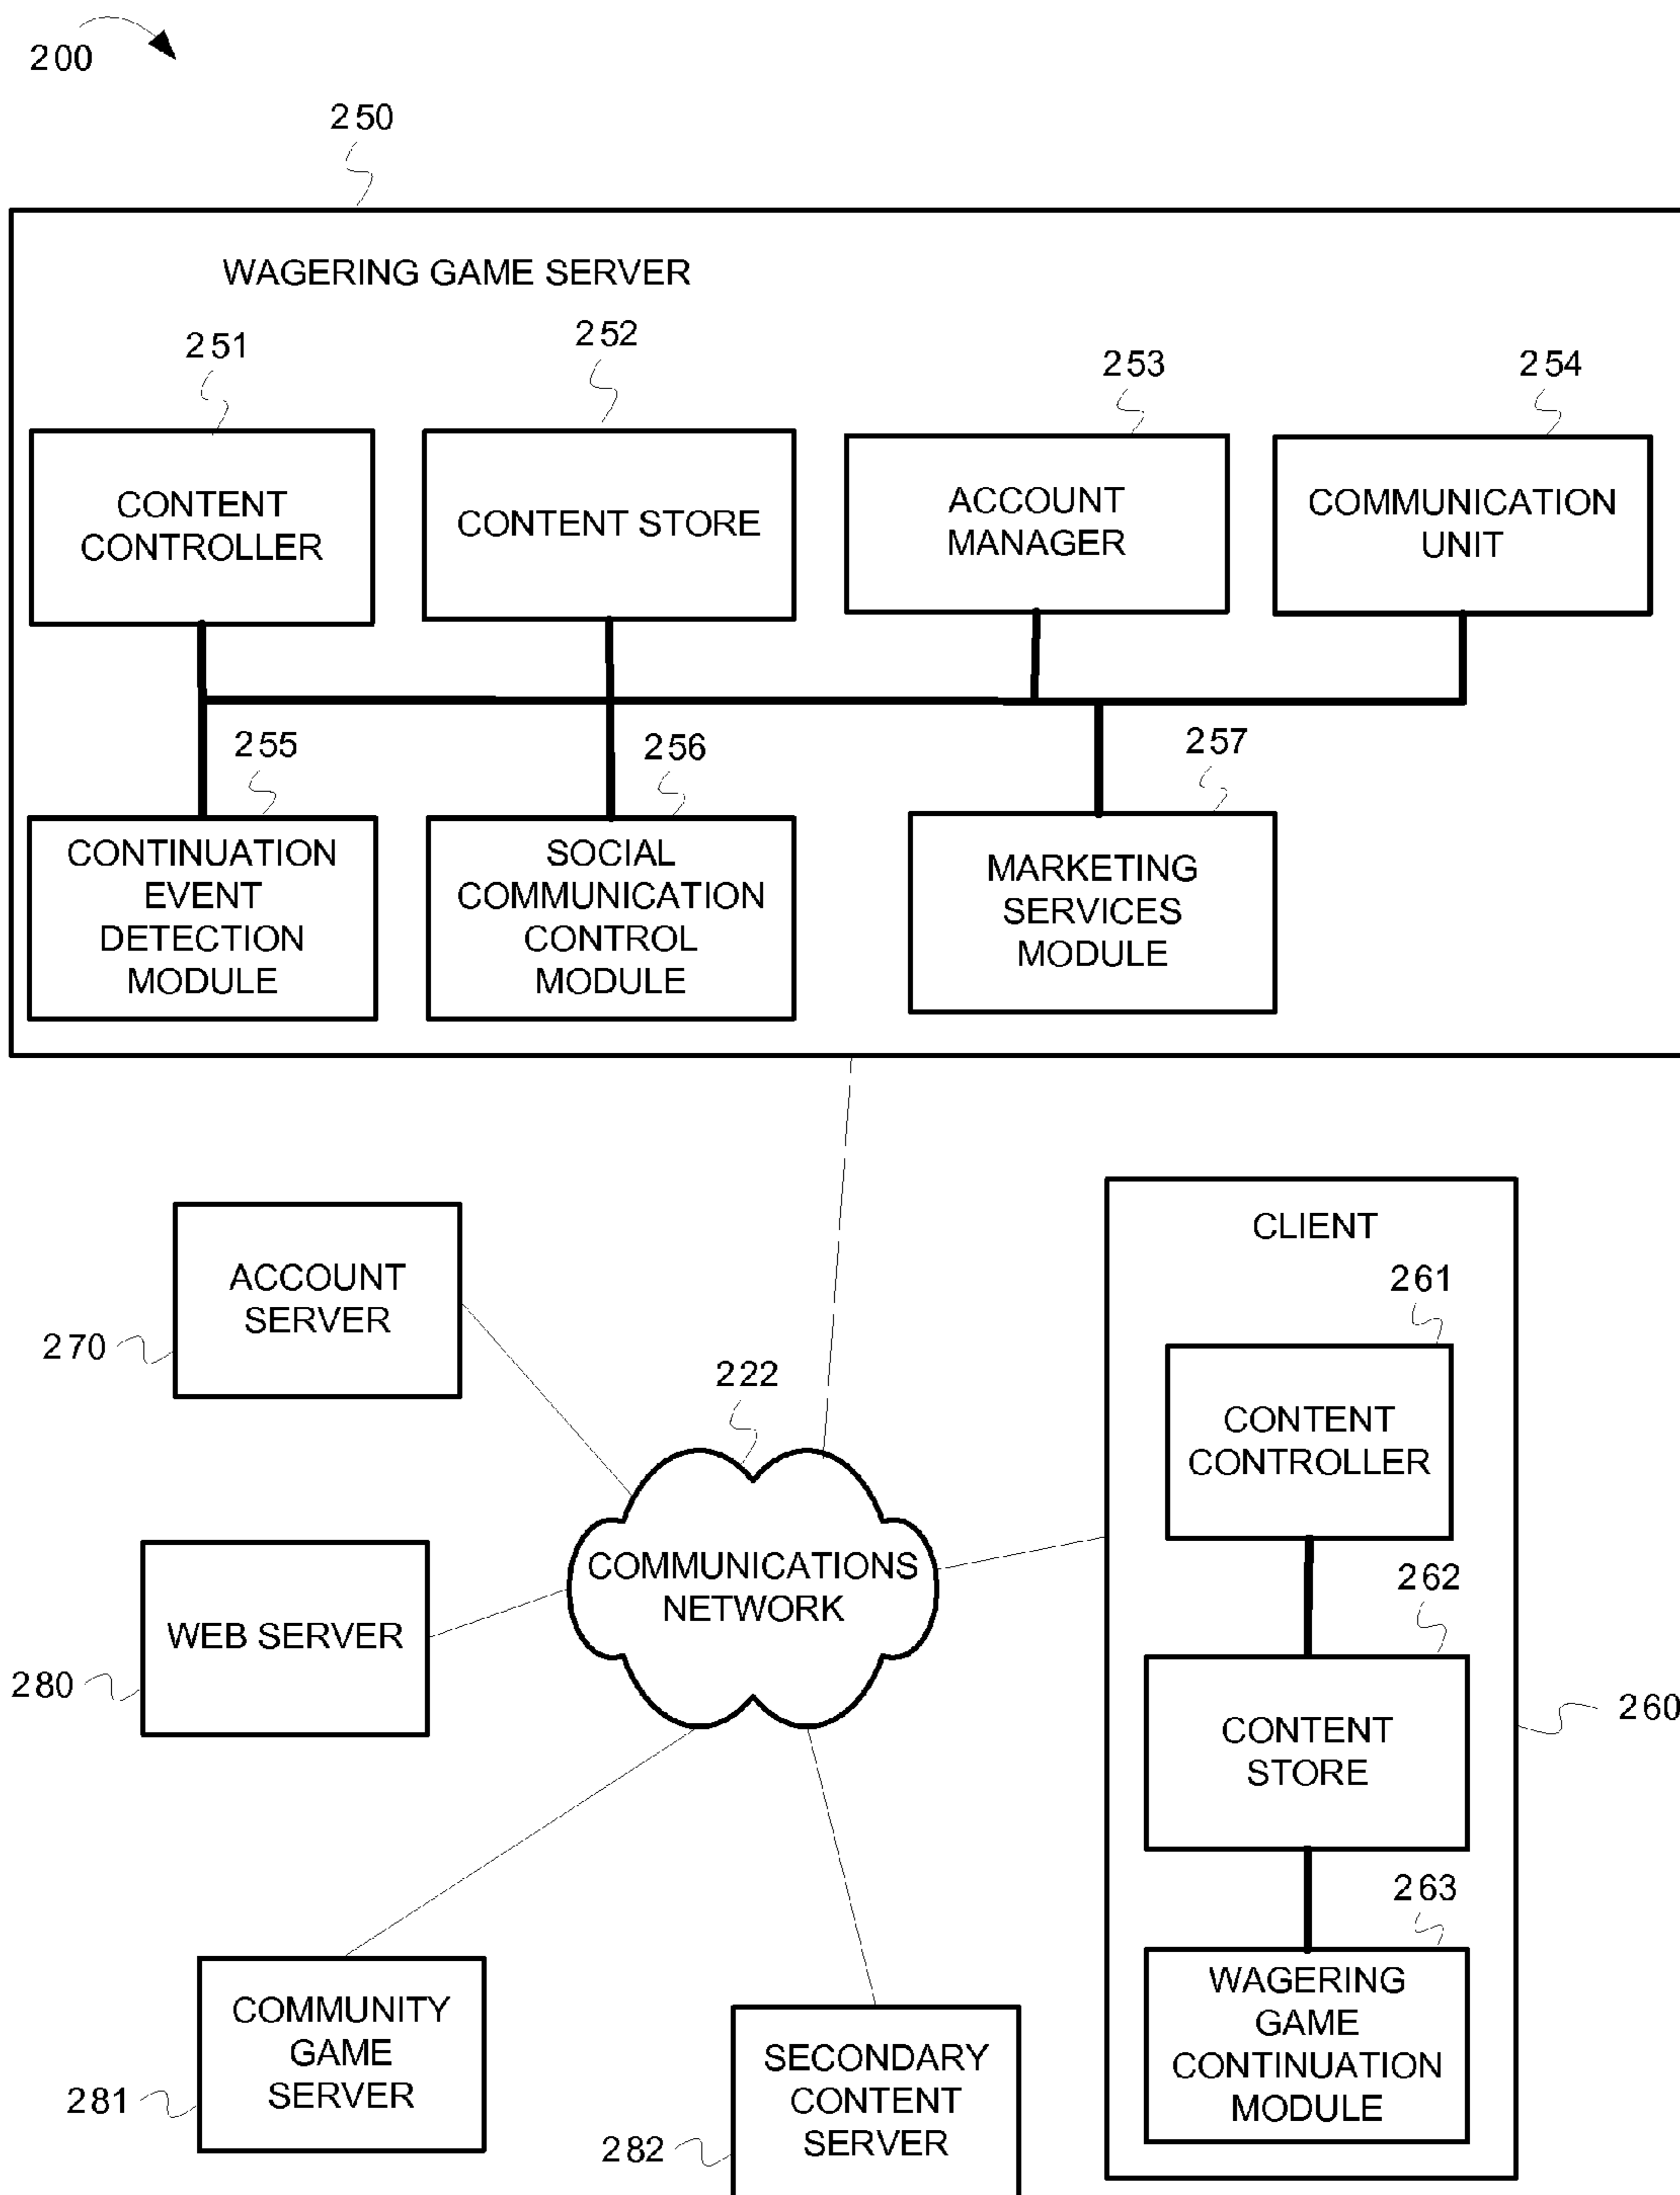 200
250
WAGERING GAME SERVER
251
252
253
254
CONTENT
CONTROLLER
CONTENT STORE
ACCOUNT
MANAGER
COMMUNICATION
UNIT
255
256
257
CONTINUATION
EVENT
DETECTION
MODULE
SOCIAL
COMMUNICATION
CONTROL
MODULE
MARKETING
SERVICES
MODULE
ACCOUNT
SERVER
270
CLIENT
261
CONTENT
CONTROLLER
222
COMMUNICATIONS
NETWORK
WEB SERVER
280
262
CONTENT
STORE
260
263
WAGERING
GAME
CONTINUATION
MODULE
COMMUNITY
GAME
SERVER
281
SECONDARY
CONTENT
SERVER
282